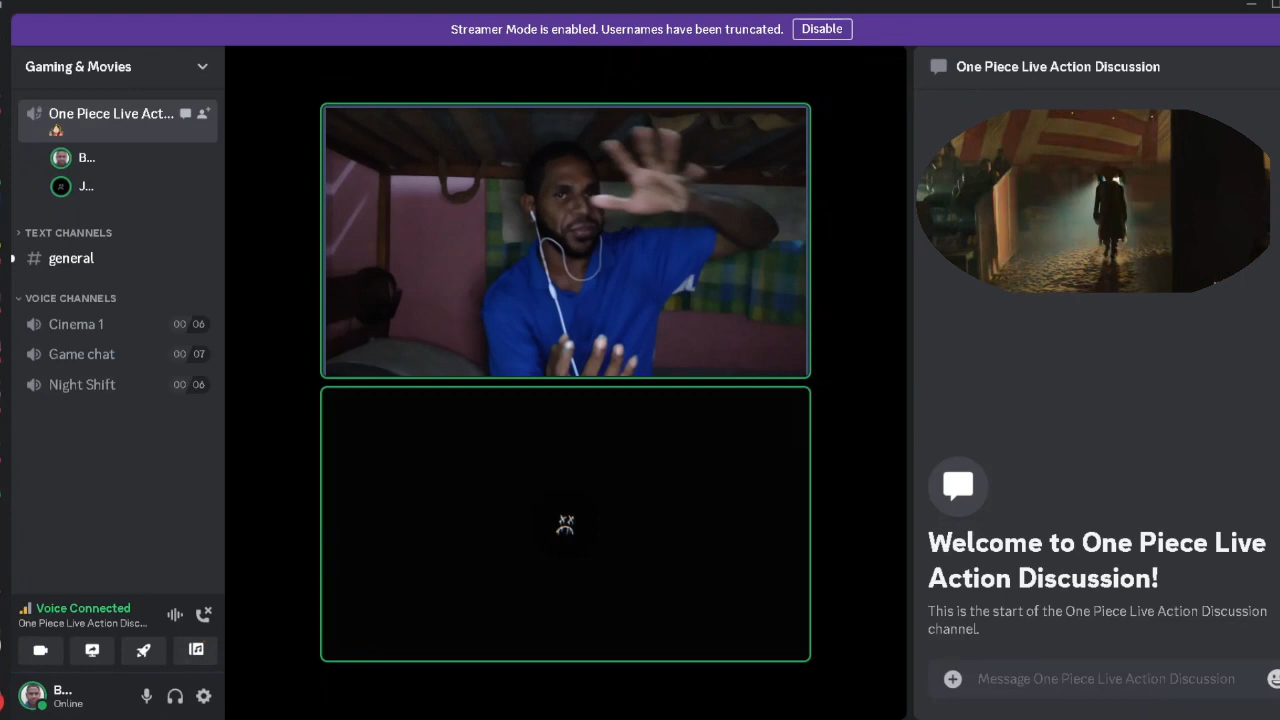 Streamer Mode is enabled. Usernames have been truncated.
Disable
Gaming & Movies
One Piece Live Act...
B...
J...
TEXT CHANNELS
general
VOICE CHANNELS
Cinema 1 00 06
Game chat 00 07
Night Shift 00 06
Voice Connected
One Piece Live Action Disc...
B...
Online
One Piece Live Action Discussion
Welcome to One Piece Live
Action Discussion!
This is the start of the One Piece Live Action Discussion
channel.
Message One Piece Live Action Discussion